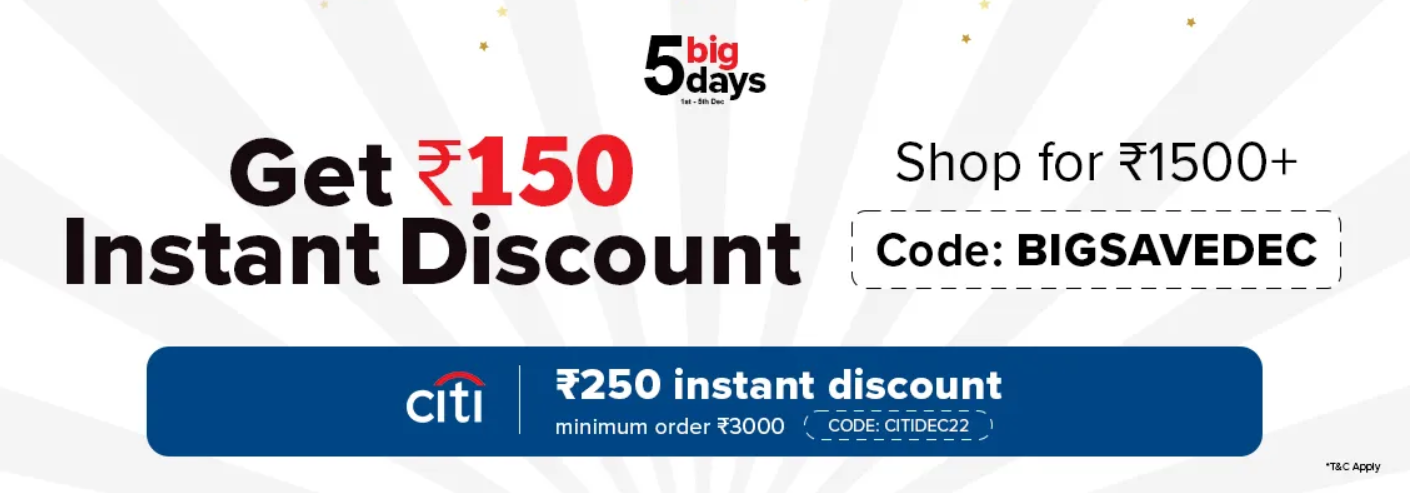 5 big
days
1st - 5th Dec
Get ₹150
Instant Discount
Shop for ₹1500+
Code: BIGSAVEDEC
citi
₹250 instant discount
minimum order ₹3000 CODE: CITIDEC22
*T&C Apply